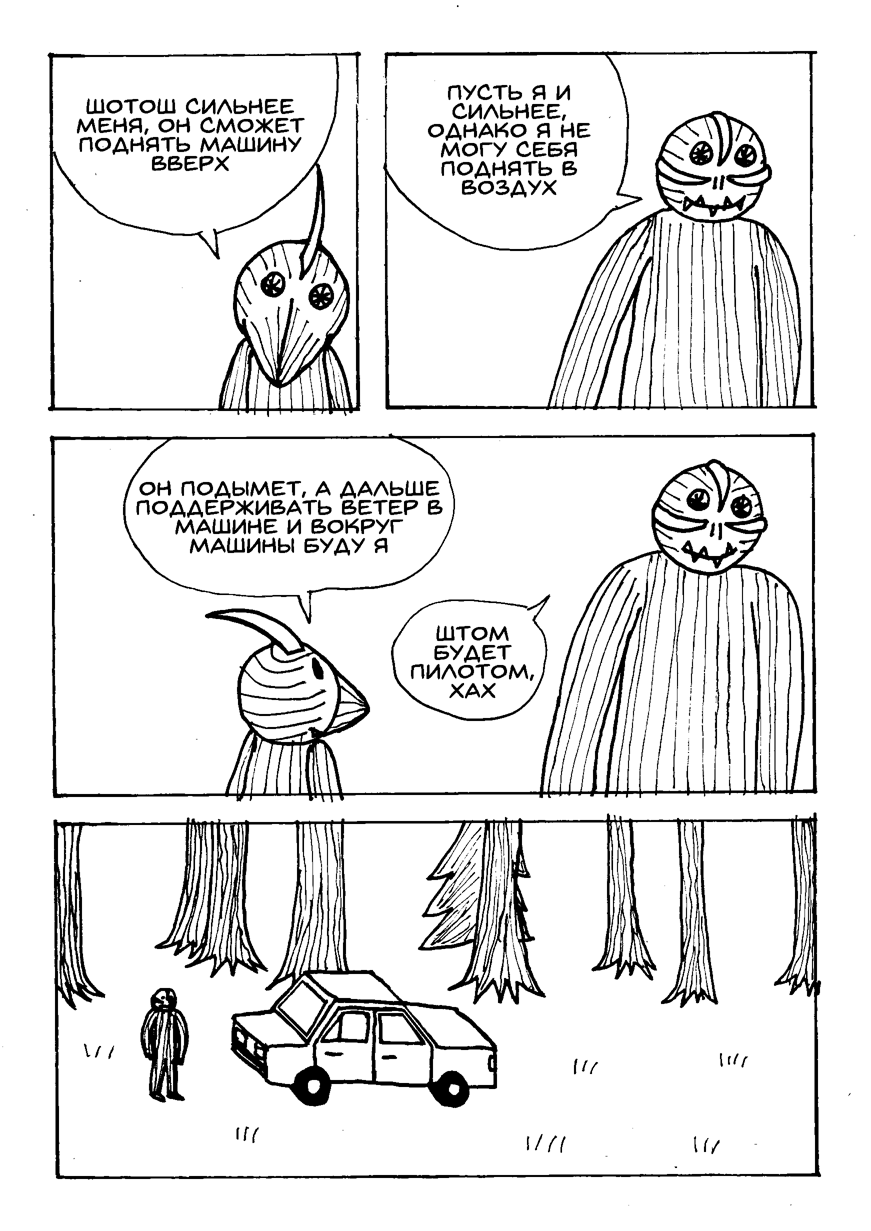 ШОТОШ СИЛЬНЕЕ
МЕНЯ, ОН СМОЖЕТ
ПОДНЯТЬ МАШИНУ
ВВЕРХ
ПУСТЬ Я И
СИЛЬНЕЕ,
ОДНАКО Я НЕ
МОГУ СЕБЯ
ПОДНЯТЬ В
ВОЗДУХ
ОН ПОДЫМЕТ, А ДАЛЬШЕ
ПОДДЕРЖИВАТЬ ВЕТЕР В
МАШИНЕ И ВОКРУГ
МАШИНЫ БУДУ Я
ШТОМ
БУДЕТ
ПИЛОТОМ,
ХАХ